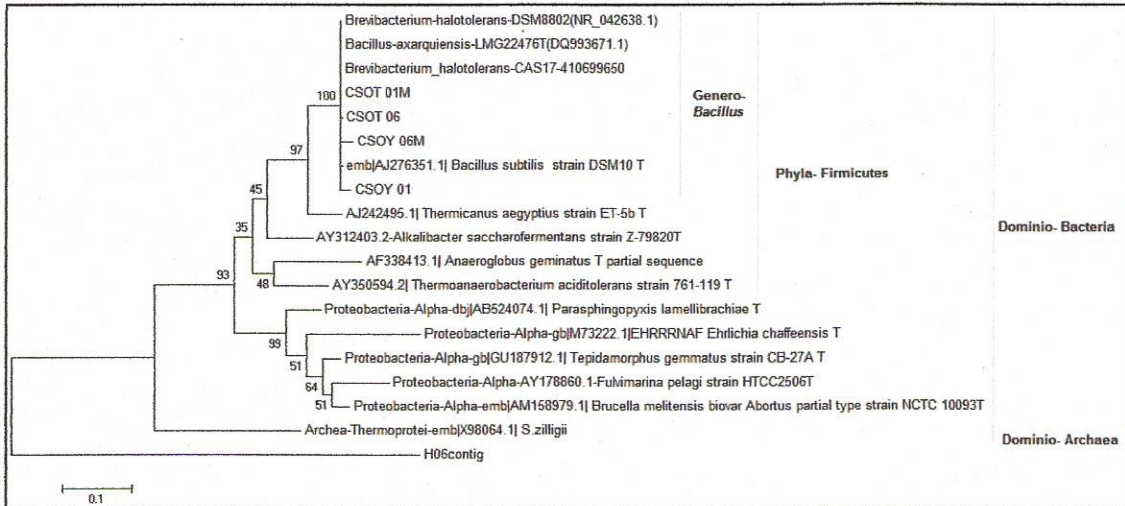 Brevibacterium-halotolerans-DSM8802(NR_042638.1)
Bacillus-axarquiensis-LMG22476T(DQ993671.1)
Brevibacterium_halotolerans-CAS17-410699650
100
CSOT 01M
Genero-
Bacillus
CSOT 06
CSOY 06M
97
emb|AJ276351.1| Bacillus subtilis strain DSM10 T
Phyla- Firmicutes
CSOY 01
45
AJ242495.1| Thermicanus aegyptius strain ET-5b T
Dominio- Bacteria
35
AY312403.2-Alkalibacter saccharofermentans strain Z-79820T
AF338413.1| Anaeroglobus geminatus T partial sequence
93
48
AY350594.2| Thermoanaerobacterium aciditolerans strain 761-119 T
Proteobacteria-Alpha-dbj|AB524074.1| Parasphingopyxis lamellibrachiae T
99
Proteobacteria-Alpha-gb|M73222.1|EHRRRNAF Ehrlichia chaffeensis T
51
Proteobacteria-Alpha-gb|GU187912.1| Tepidamorphus gemmatus strain CB-27A T
64
Proteobacteria-Alpha-AY178860.1-Fulvimarina pelagi strain HTCC2506T
51
Proteobacteria-Alpha-emb|AM158979.1| Brucella melitensis biovar Abortus partial type strain NCTC 10093T
Archea-Thermoprotei-emb|X98064.1| S.zilligii
Dominio- Archaea
H06contig
0.1